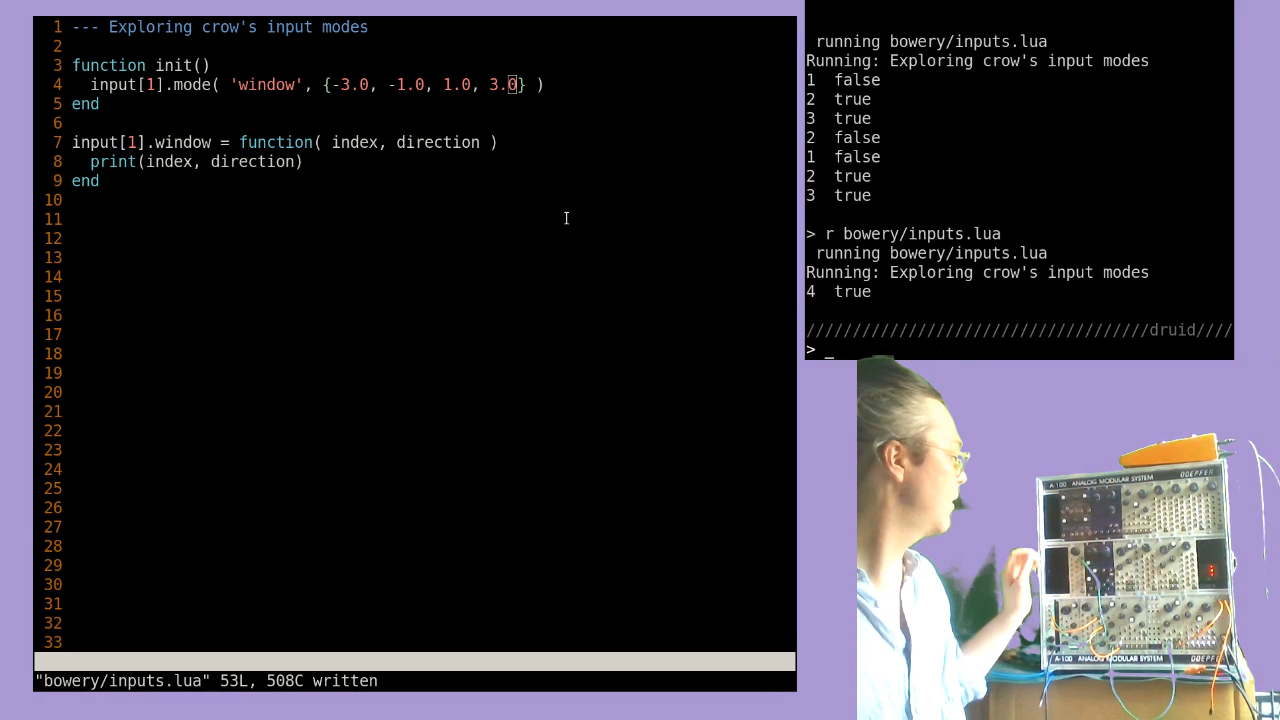 1 --- Exploring crow's input modes
2
3 function init()
4   input[1].mode( 'window', {-3.0, -1.0, 1.0, 3.0} )
5 end
6
7 input[1].window = function( index, direction )
8   print(index, direction)
9 end
10
11
12
13
14
15
16
17
18
19
20
21
22
23
24
25
26
27
28
29
30
31
32
33
"bowery/inputs.lua" 53L, 508C written
running bowery/inputs.lua
Running: Exploring crow's input modes
1  false
2  true
3  true
2  false
1  false
2  true
3  true
> r bowery/inputs.lua
running bowery/inputs.lua
Running: Exploring crow's input modes
4  true
/////////////////////////////////////druid////
> _
A-100 ANALOG MODULAR SYSTEM DOEPFER
A-100 ANALOG MODULAR SYSTEM DOEPFER